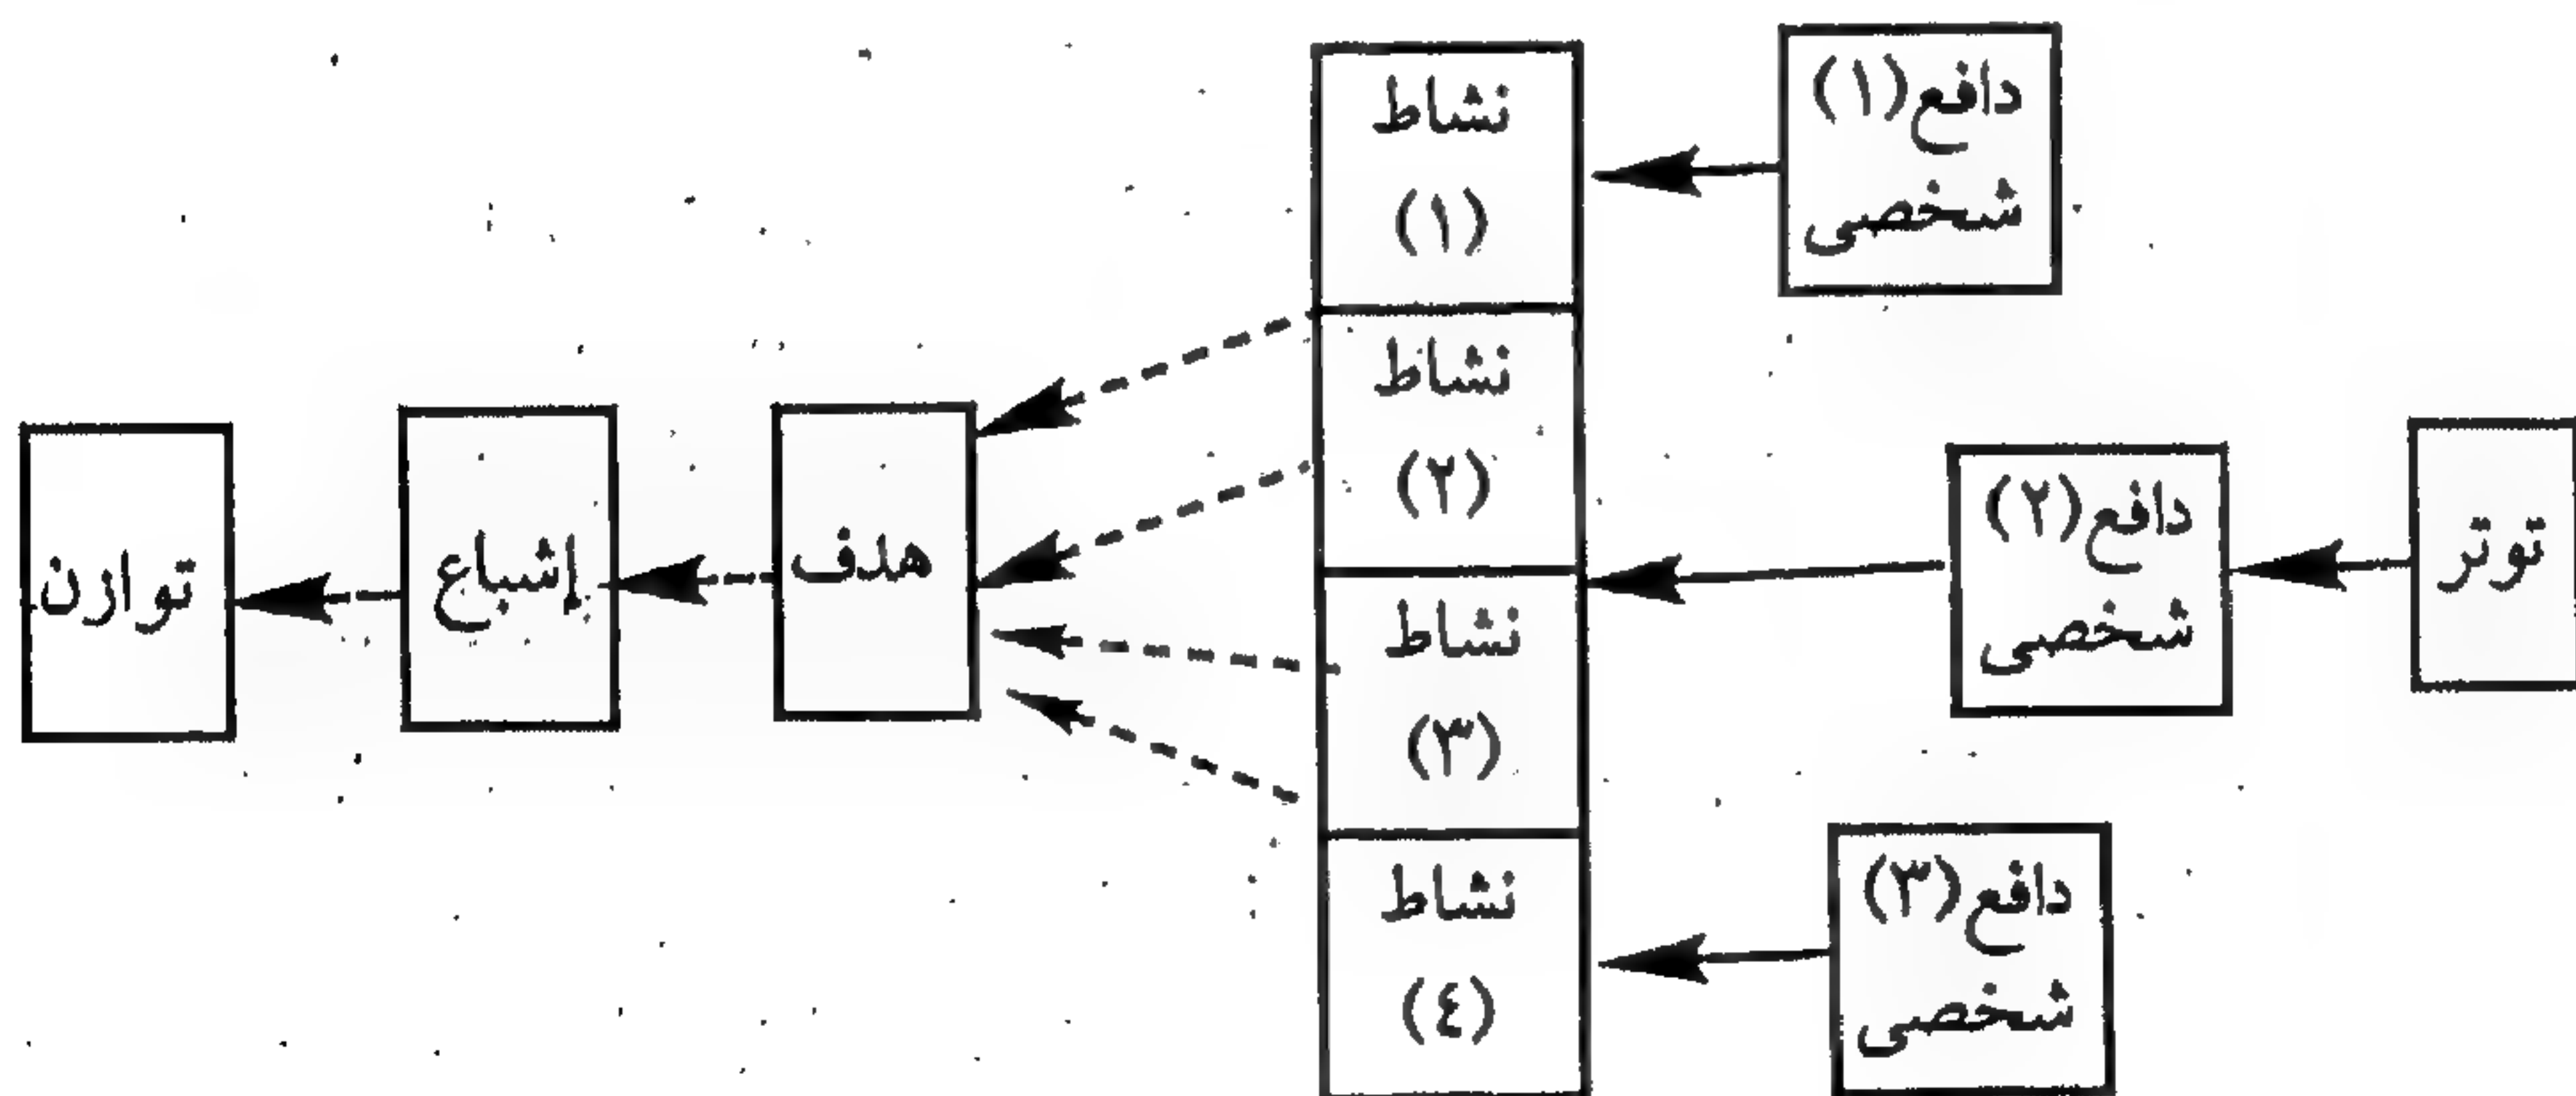 توتر
دافع (١)
شخصى
دافع (٢)
شخصى
دافع (٣)
شخصى
نشاط
(١)
نشاط
(٢)
نشاط
(٣)
نشاط
(٤)
هدف
إشباع
توازن